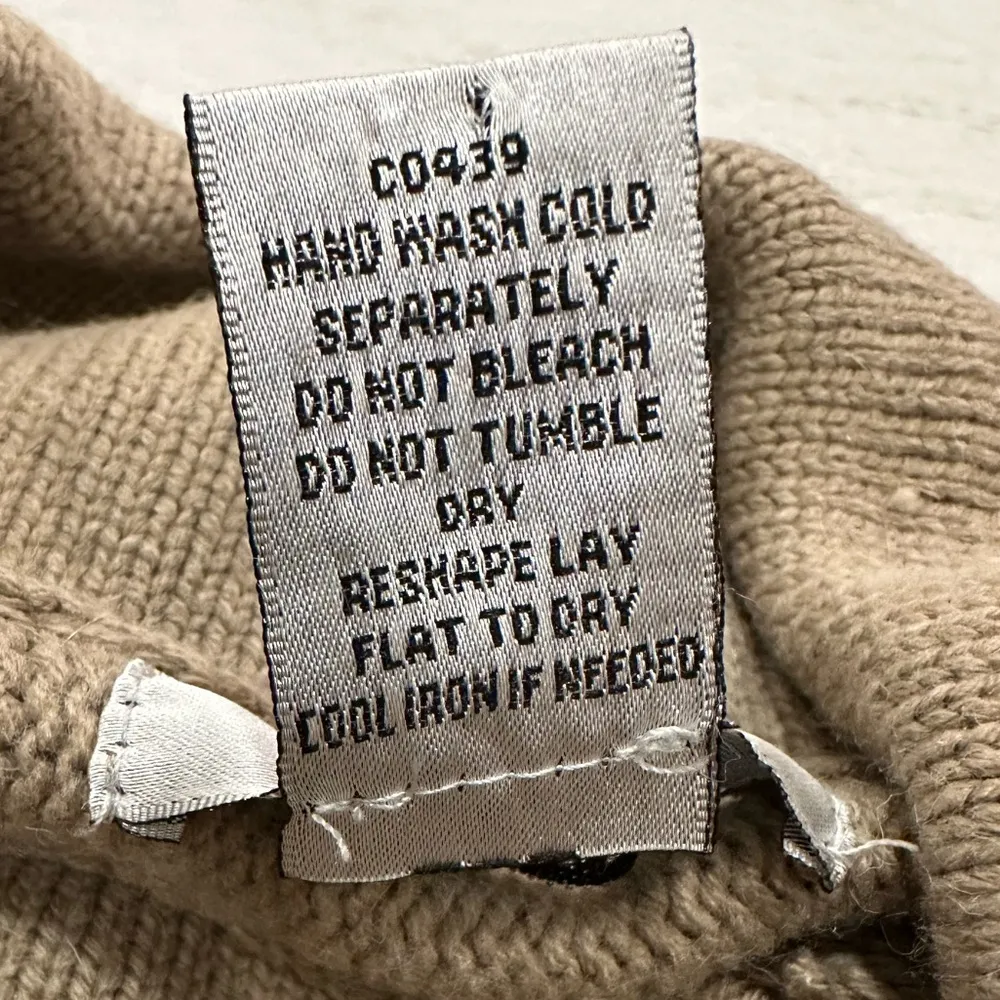 C0439
HAND WASH COLD
SEPARATELY
DO NOT BLEACH
DO NOT TUMBLE
DRY
RESHAPE LAY
FLAT TO DRY
COOL IRON IF NEEDED